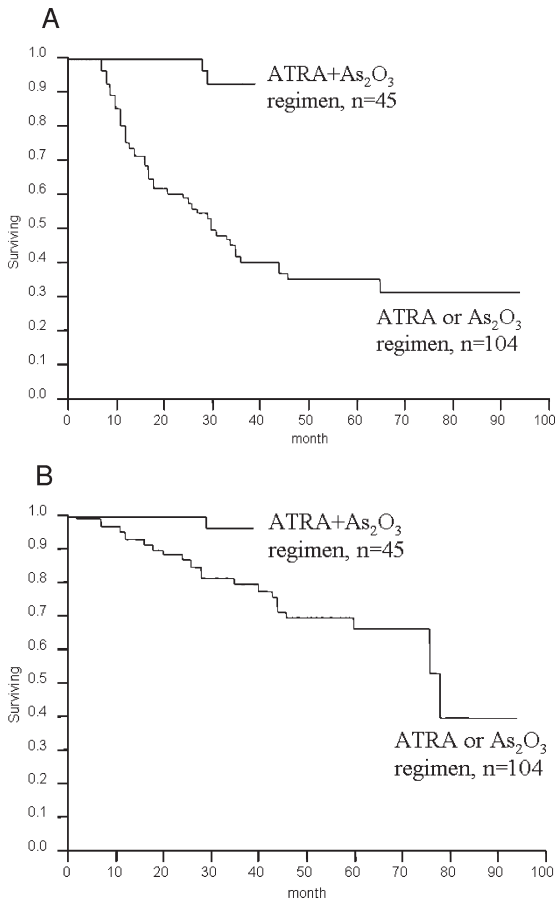 A
1.0
0.9
0.8
0.7
0.6
0.5
0.4
0.3
0.2
0.1
0.0
Surviving
ATRA+As₂O₃
regimen, n=45
ATRA or As₂O₃
regimen, n=104
0 10 20 30 40 50 60 70 80 90 100
month
B
1.0
0.9
0.8
0.7
0.6
0.5
0.4
0.3
0.2
0.1
0.0
Surviving
ATRA+As₂O₃
regimen, n=45
ATRA or As₂O₃
regimen, n=104
0 10 20 30 40 50 60 70 80 90 100
month